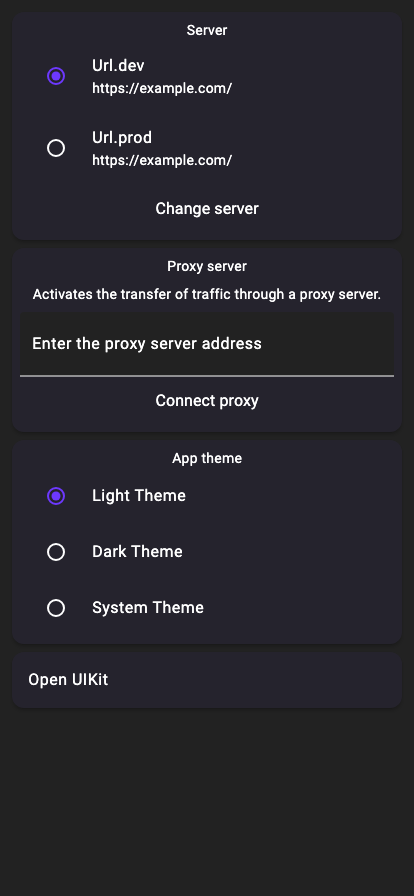 Server
Url.dev
https://example.com/
Url.prod
https://example.com/
Change server
Proxy server
Activates the transfer of traffic through a proxy server.
Enter the proxy server address
Connect proxy
App theme
Light Theme
Dark Theme
System Theme
Open UIKit